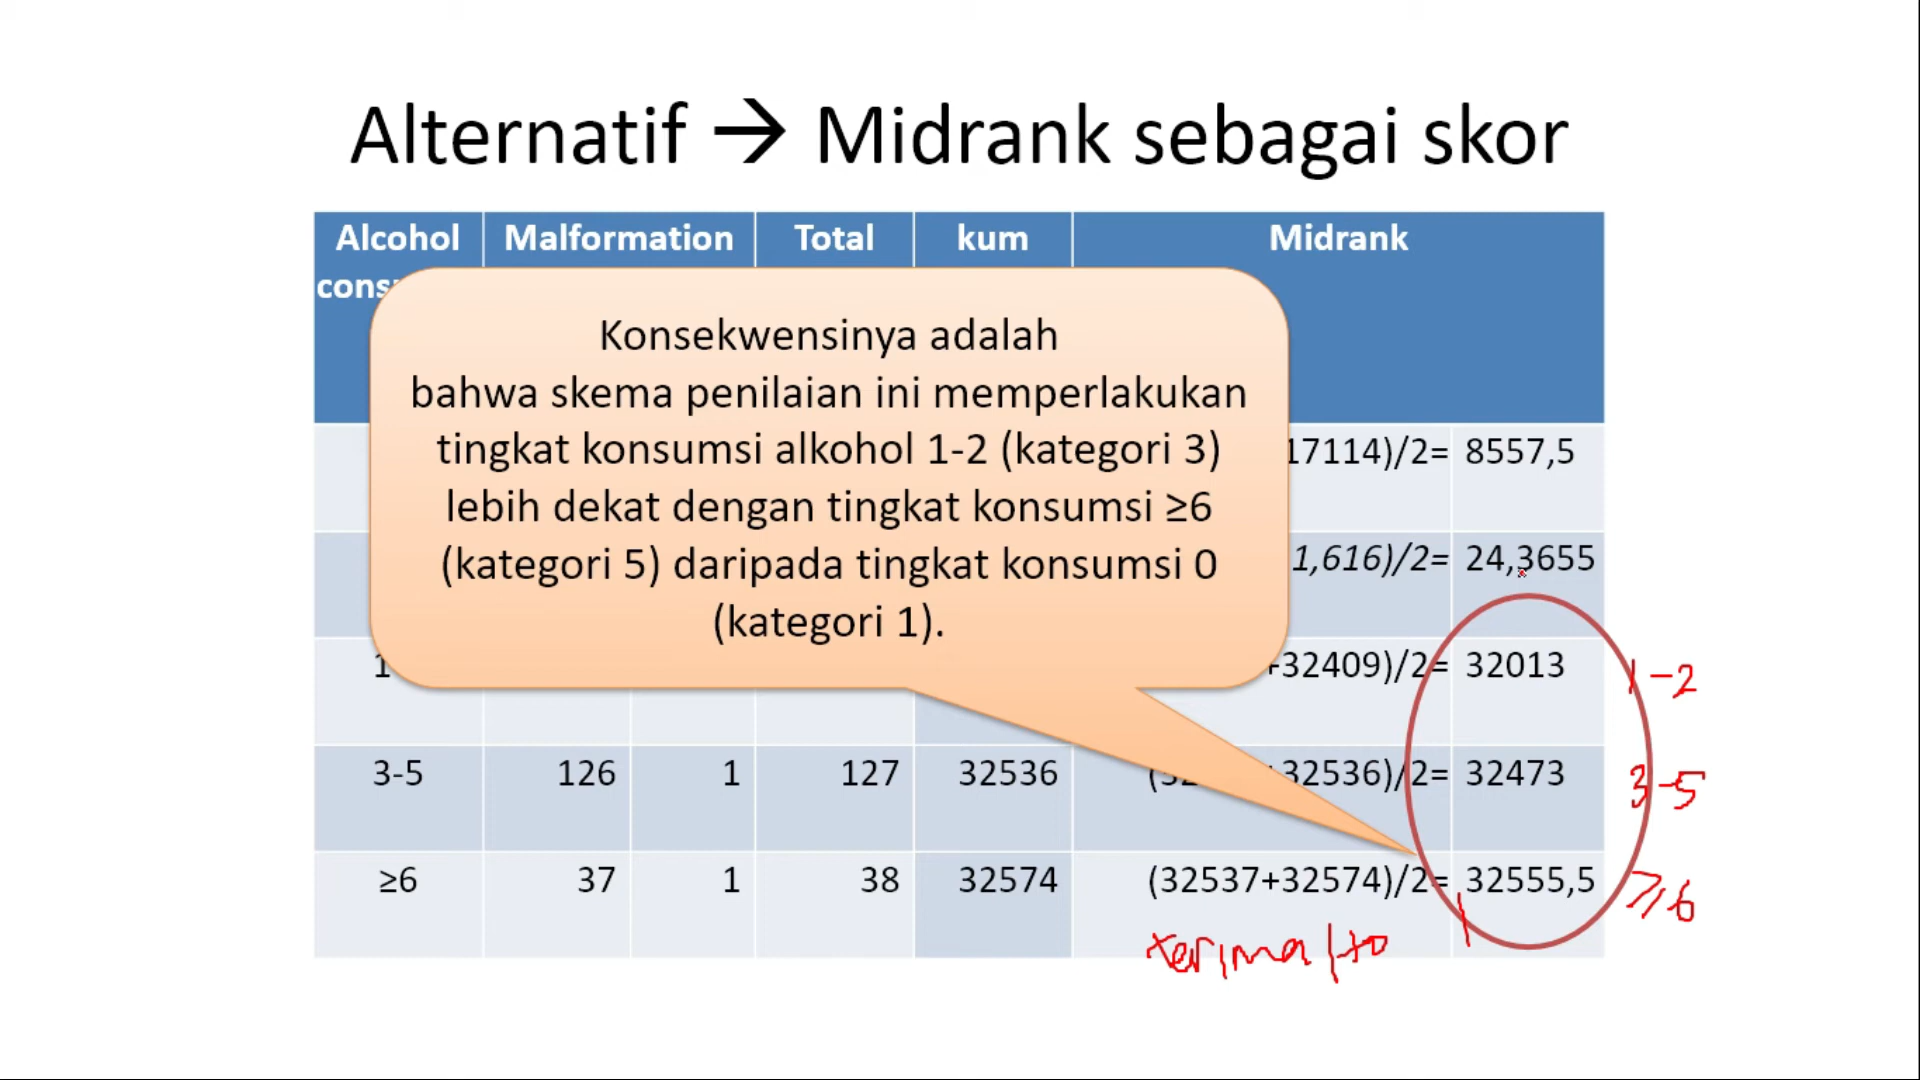 Alternatif → Midrank sebagai skor
Alcohol Malformation Total kum Midrank
cons
Konsekwensinya adalah
bahwa skema penilaian ini memperlakukan
tingkat konsumsi alkohol 1-2 (kategori 3)
lebih dekat dengan tingkat konsumsi ≥6
(kategori 5) daripada tingkat konsumsi 0
(kategori 1).
17114)/2= 8557,5
1,616)/2= 24,3655
1 +32409)/2= 32013 1-2
3-5 126 1 127 32536 +32536)/2= 32473 3-5
≥6 37 1 38 32574 (32537+32574)/2= 32555,5 ≥6
terima